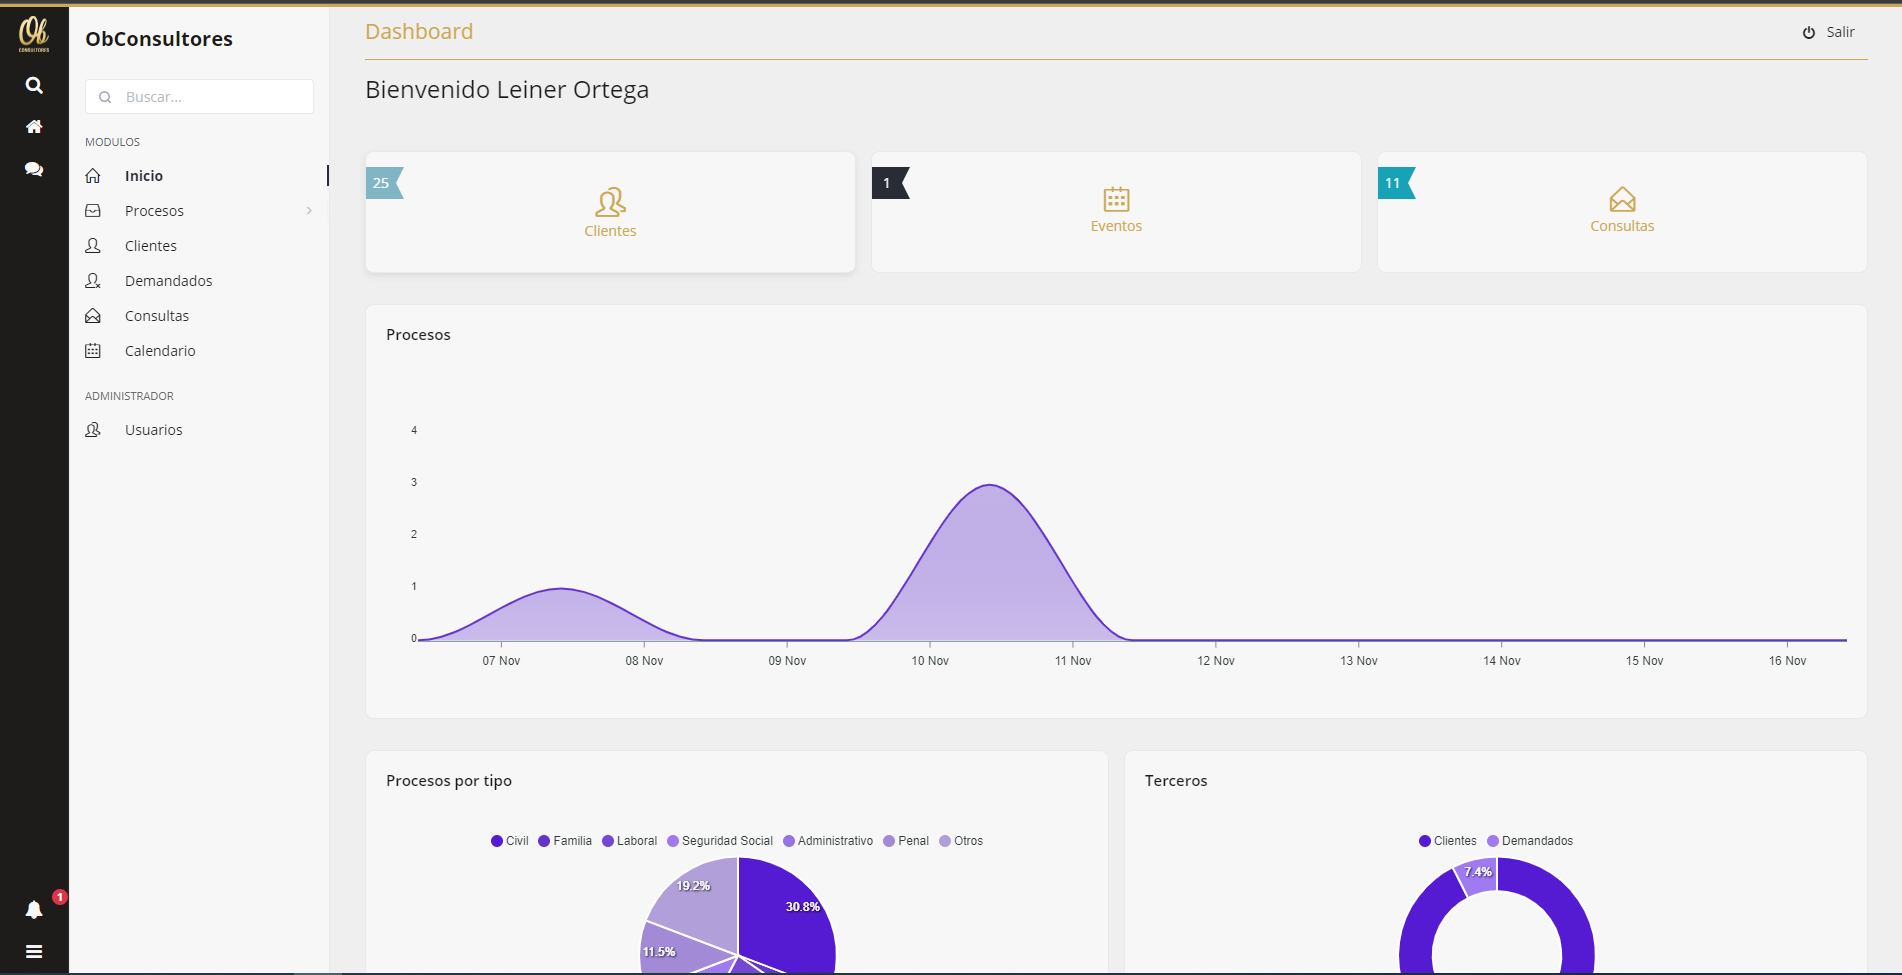 Ob
CONSULTORES
ObConsultores
Buscar...
MODULOS
Inicio
Procesos
Clientes
Demandados
Consultas
Calendario
ADMINISTRADOR
Usuarios
1
Dashboard
Salir
Bienvenido Leiner Ortega
25
Clientes
1
Eventos
11
Consultas
Procesos
4
3
2
1
0
07 Nov 08 Nov 09 Nov 10 Nov 11 Nov 12 Nov 13 Nov 14 Nov 15 Nov 16 Nov
Procesos por tipo
Civil Familia Laboral Seguridad Social Administrativo Penal Otros
19.2%
30.8%
11.5%
Terceros
Clientes Demandados
7.4%